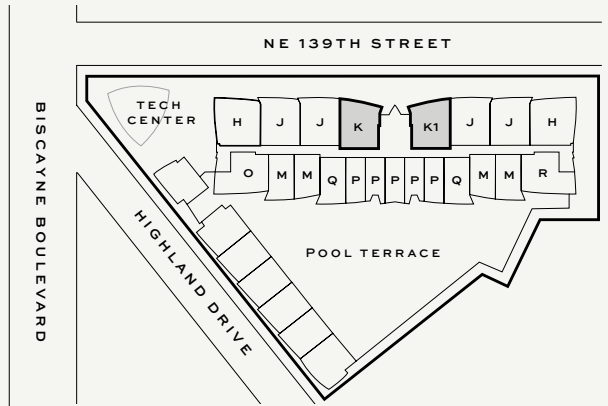 NE 139TH STREET
BISCAYNE BOULEVARD
TECH
CENTER
H J J K K1 J J H
O M M Q P P P P P Q M M R
HIGHLAND DRIVE
POOL TERRACE